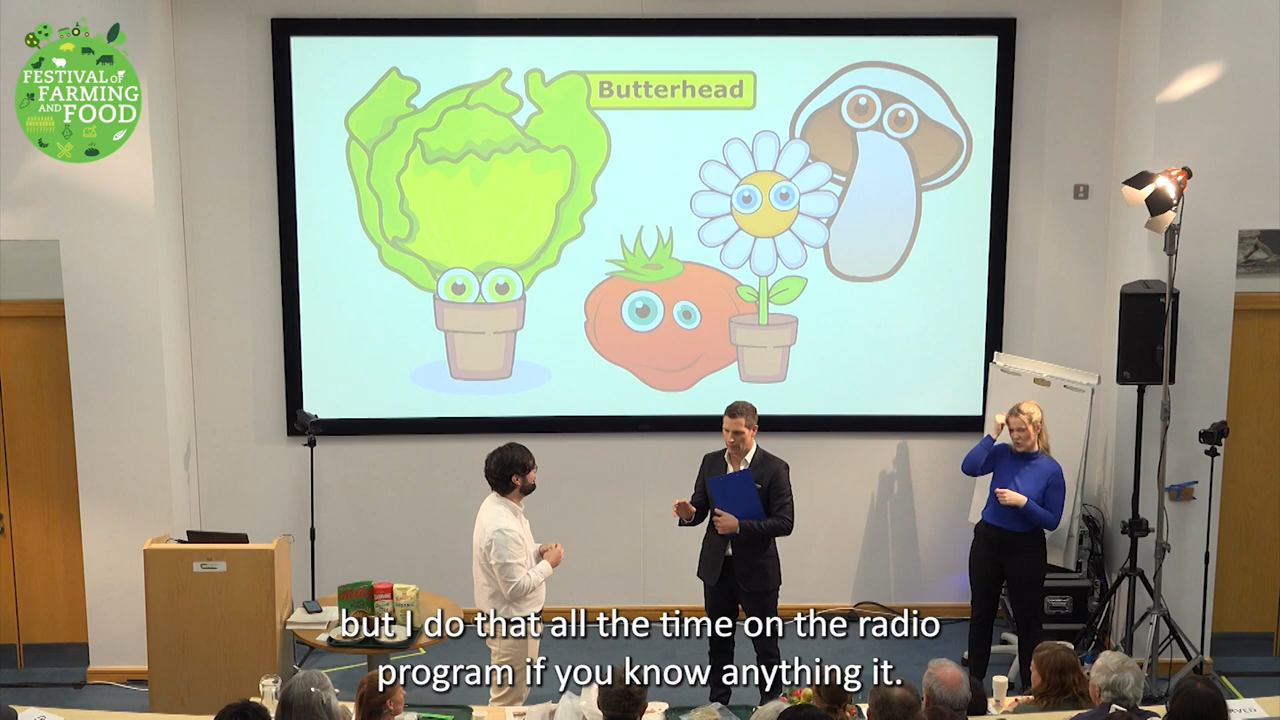 FESTIVAL of
FARMING
AND FOOD
Butterhead
but I do that all the time on the radio
program if you know anything it.